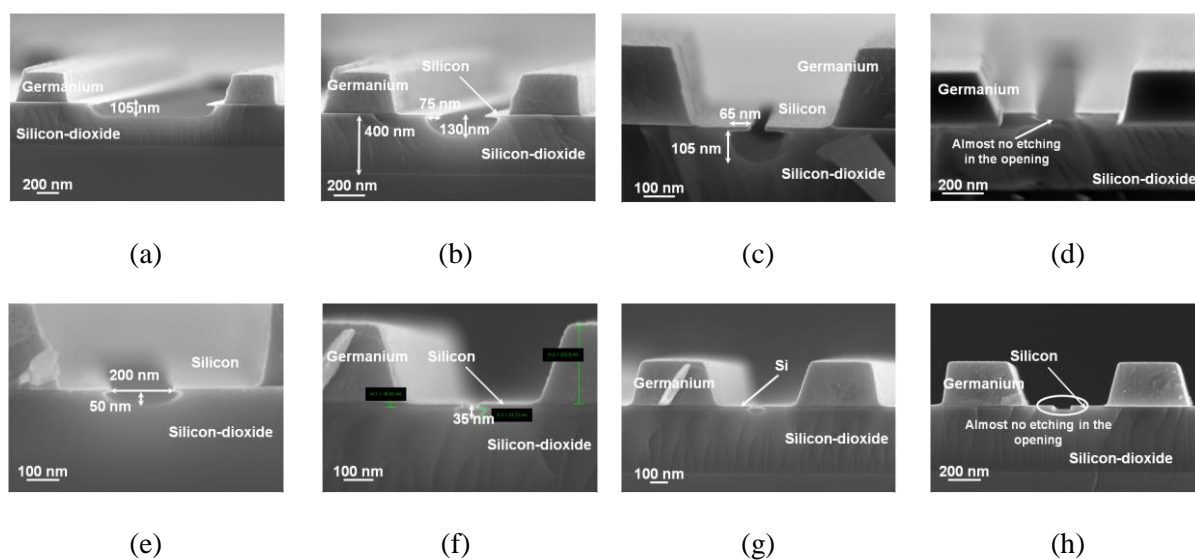 Germanium
105 nm
Silicon-dioxide
200 nm
(a)
Silicon
Germanium
75 nm
400 nm
130 nm
Silicon-dioxide
200 nm
(b)
Germanium
Silicon
65 nm
105 nm
Silicon-dioxide
100 nm
(c)
Germanium
Almost no etching
in the opening
Silicon-dioxide
200 nm
(d)
Silicon
200 nm
50 nm
Silicon-dioxide
100 nm
(e)
Germanium
Silicon
35 nm
Silicon-dioxide
100 nm
(f)
Germanium
Si
Silicon-dioxide
100 nm
(g)
Silicon
Germanium
Almost no etching in the
opening
Silicon-dioxide
200 nm
(h)